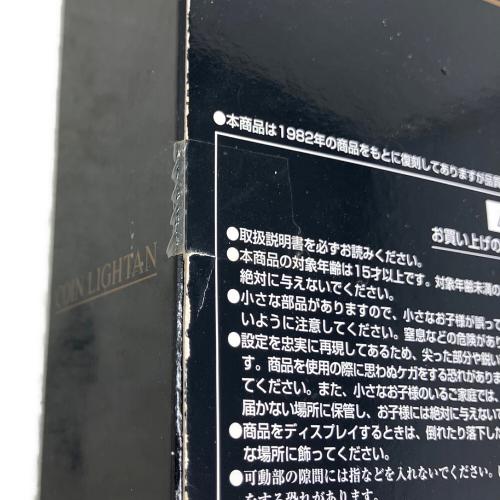 COIN LIGHTAN
●本商品は1982年の商品をもとに復刻してありますが品質
お買い上げの
●取扱説明書を必ずお読みください。
●本商品の対象年齢は15才以上です。対象年齢未満の
絶対に与えないでください。
●小さな部品がありますので、小さなお子様が誤って
いように注意してください。窒息などの危険があり
●設定を忠実に再現してあるため、尖った部分や鋭い
す。商品を使用の際に思わぬケガをする恐れがありま
てください。また、小さなお子様のいるご家庭では、
届かない場所に保管し、お子様には絶対に与えないで
●商品をディスプレイするときは、倒れたり落下した
な場所に飾ってください。
●可動部の隙間には指などを入れないでください。
たする恐れがあります。